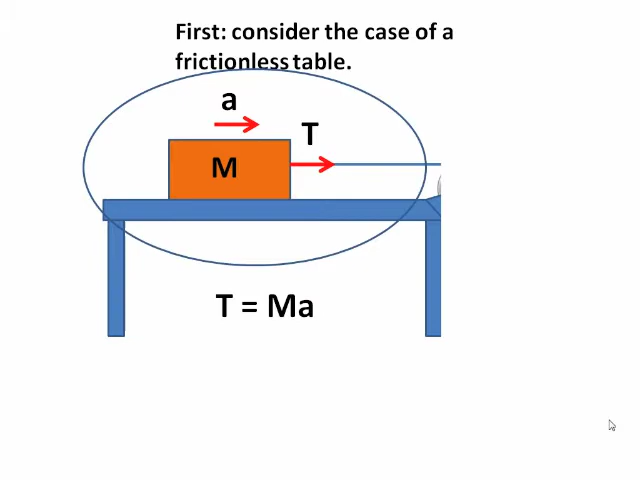 First: consider the case of a
frictionless table.
a
T
M
T = Ma